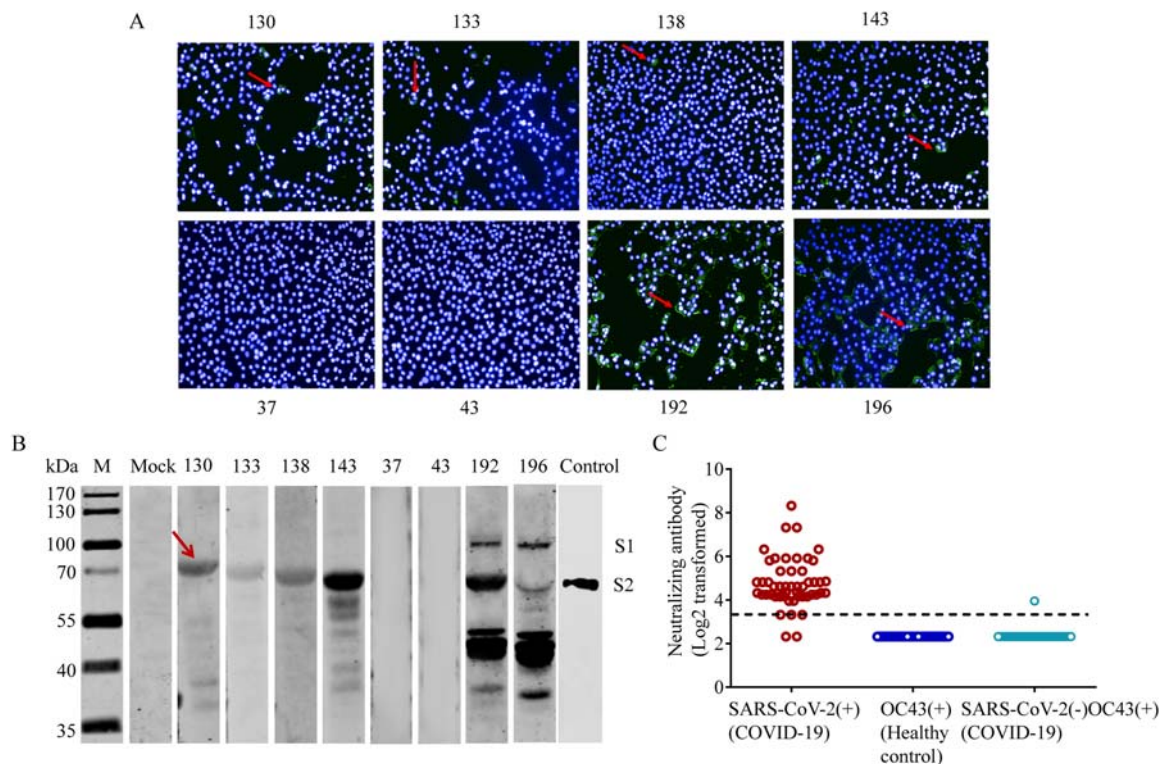 A
130 133 138 143
37 43 192 196
B
kDa M Mock 130 133 138 143 37 43 192 196 Control
170
130
100
70
55
40
35
S1
S2
C
Neutralizing antibody
(Log2 transformed)
10
8
6
4
2
0
SARS-CoV-2(+)
(COVID-19)
OC43(+)
(Healthy
control)
SARS-CoV-2(-)OC43(+)
(COVID-19)